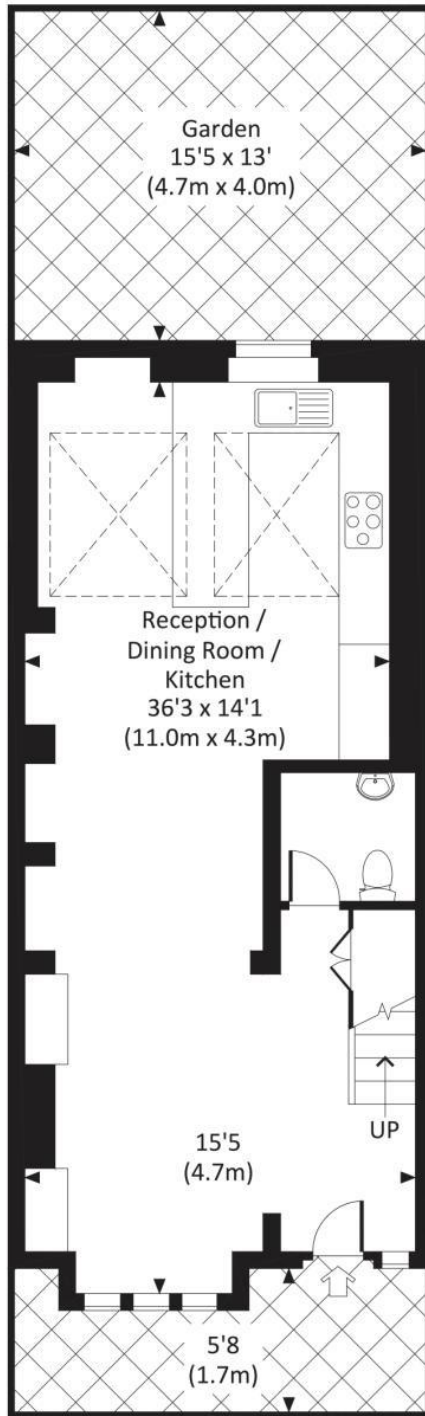 Garden
15'5 x 13'
(4.7m x 4.0m)
Reception /
Dining Room /
Kitchen
36'3 x 14'1
(11.0m x 4.3m)
UP
15'5
(4.7m)
5'8
(1.7m)